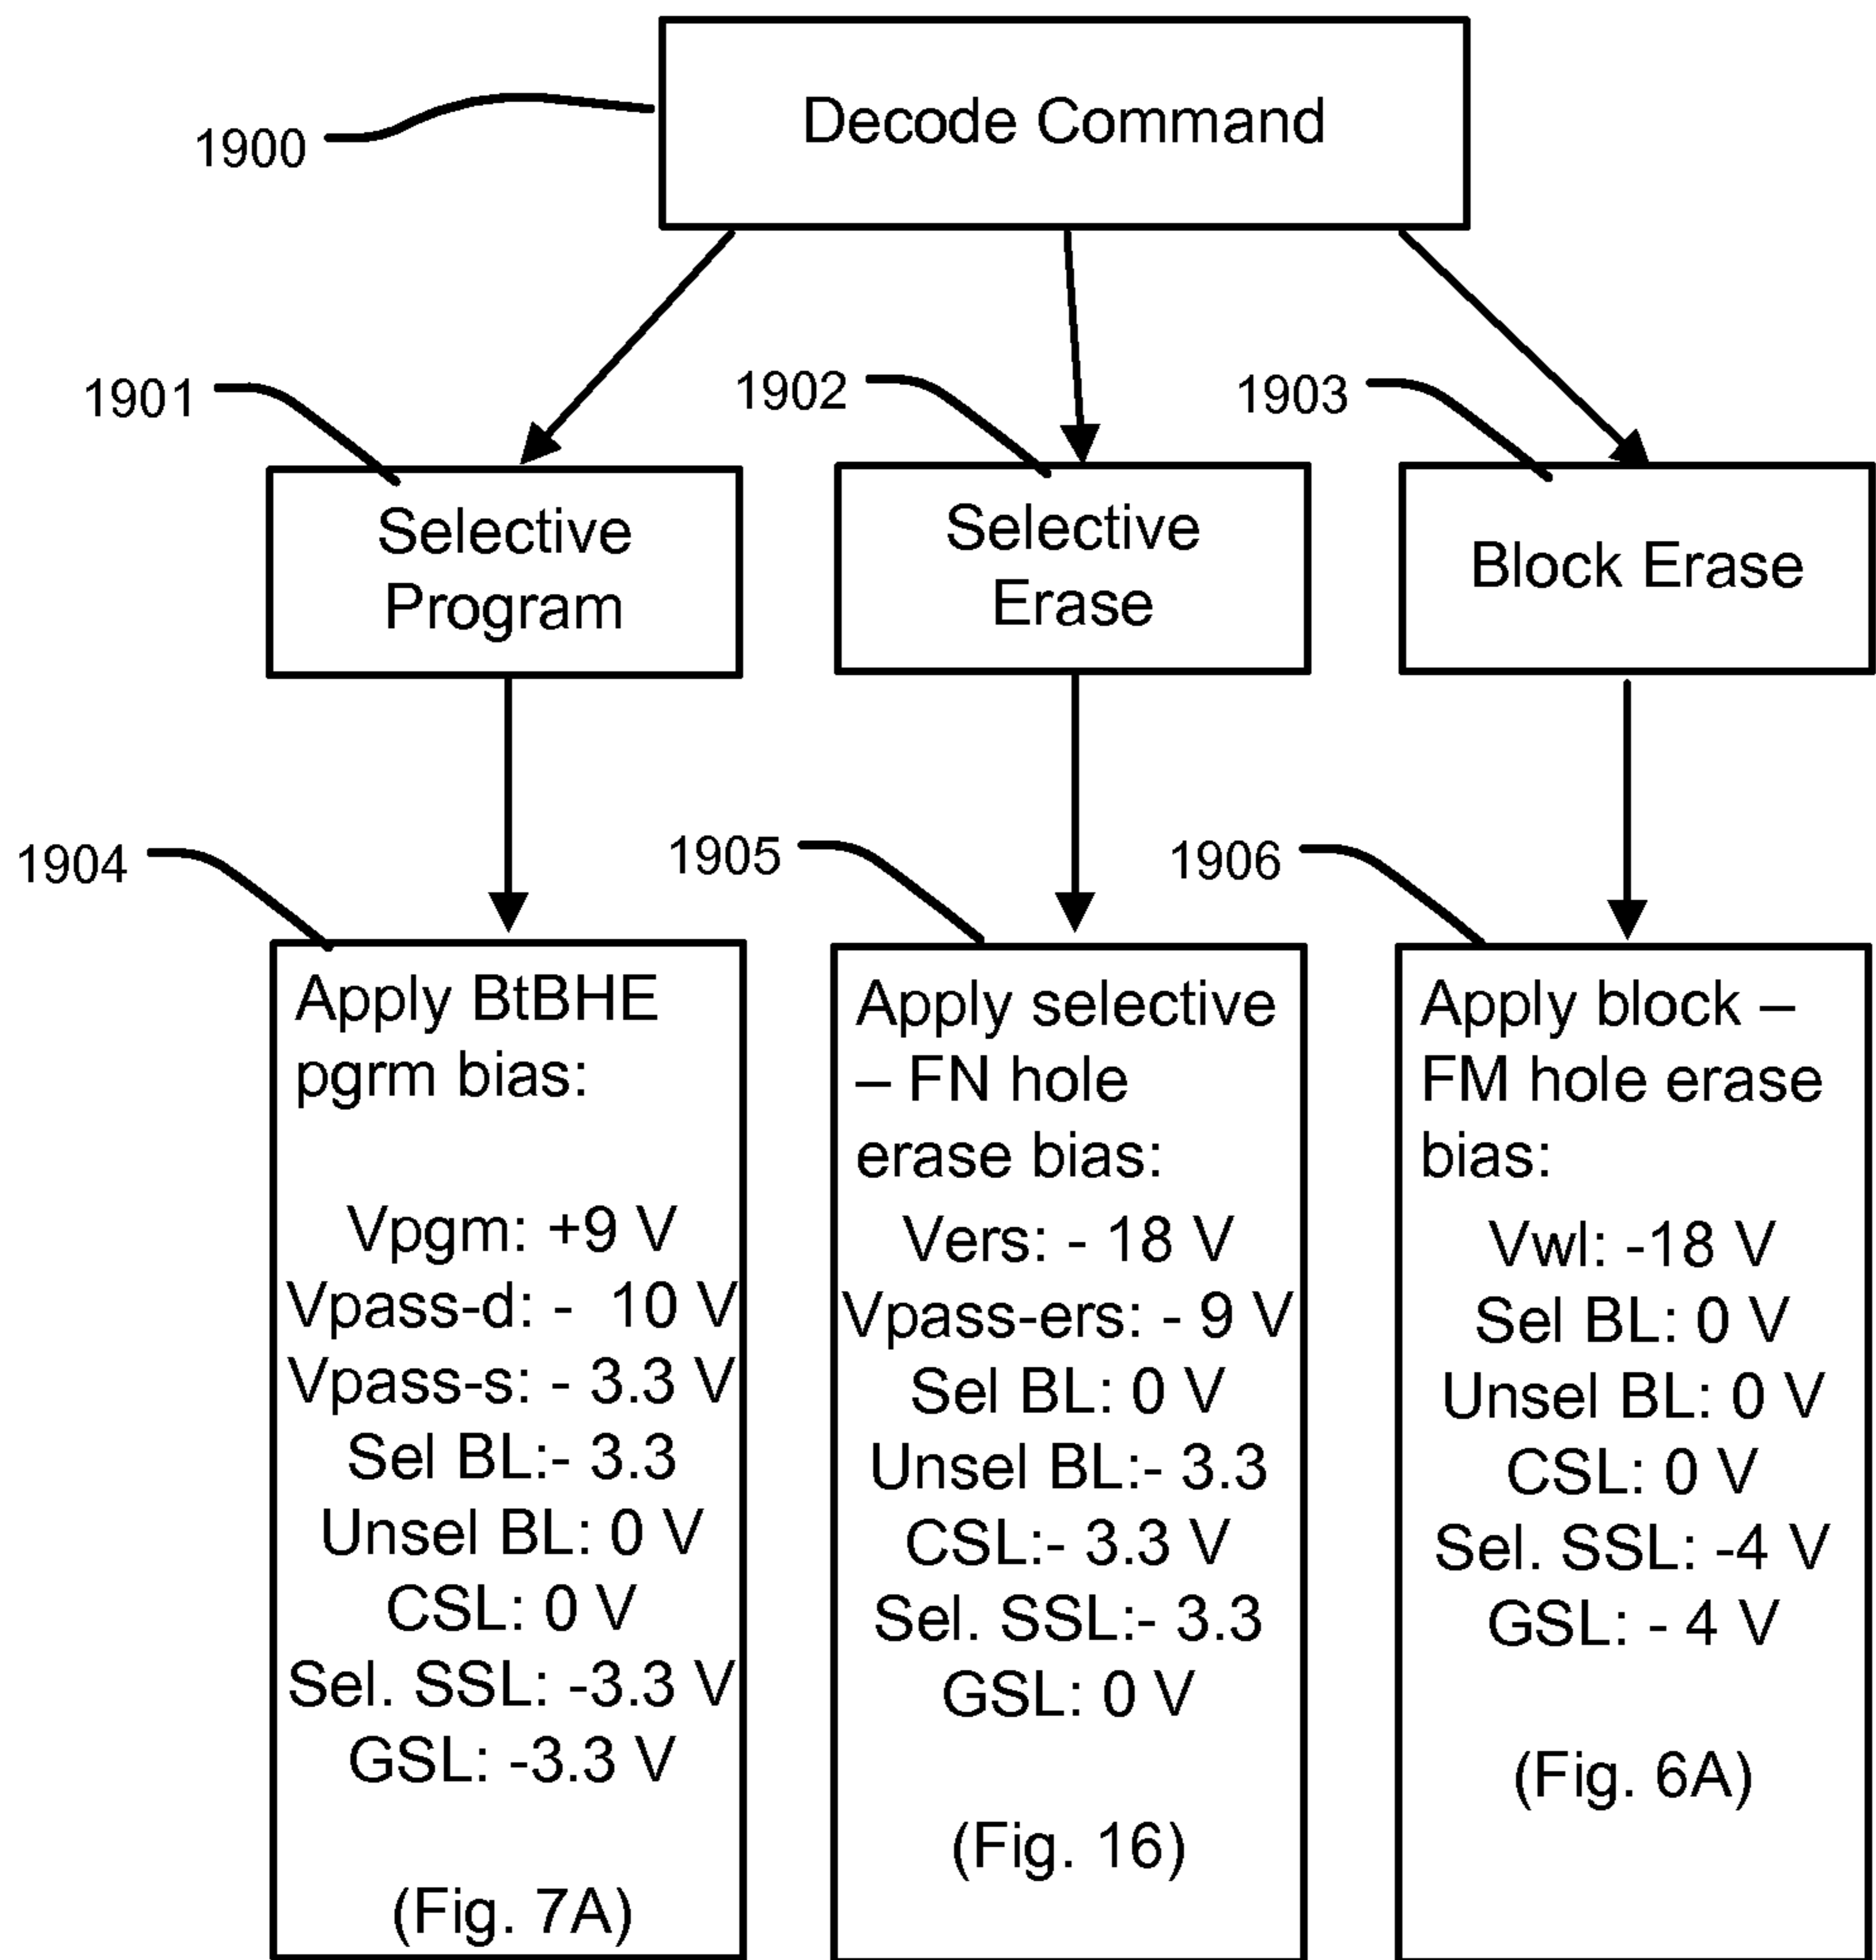 Decode Command
1900
1901
1902
1903
Selective
Program
Selective
Erase
Block Erase
1904
1905
1906
Apply BtBHE
pgrm bias:
Vpgm: +9 V
Vpass-d: - 10 V
Vpass-s: - 3.3 V
Sel BL:- 3.3
Unsel BL: 0 V
CSL: 0 V
Sel. SSL: -3.3 V
GSL: -3.3 V
(Fig. 7A)
Apply selective
– FN hole
erase bias:
Vers: - 18 V
Vpass-ers: - 9 V
Sel BL: 0 V
Unsel BL:- 3.3
CSL:- 3.3 V
Sel. SSL:- 3.3
GSL: 0 V
(Fig. 16)
Apply block –
FM hole erase
bias:
Vwl: -18 V
Sel BL: 0 V
Unsel BL: 0 V
CSL: 0 V
Sel. SSL: -4 V
GSL: - 4 V
(Fig. 6A)